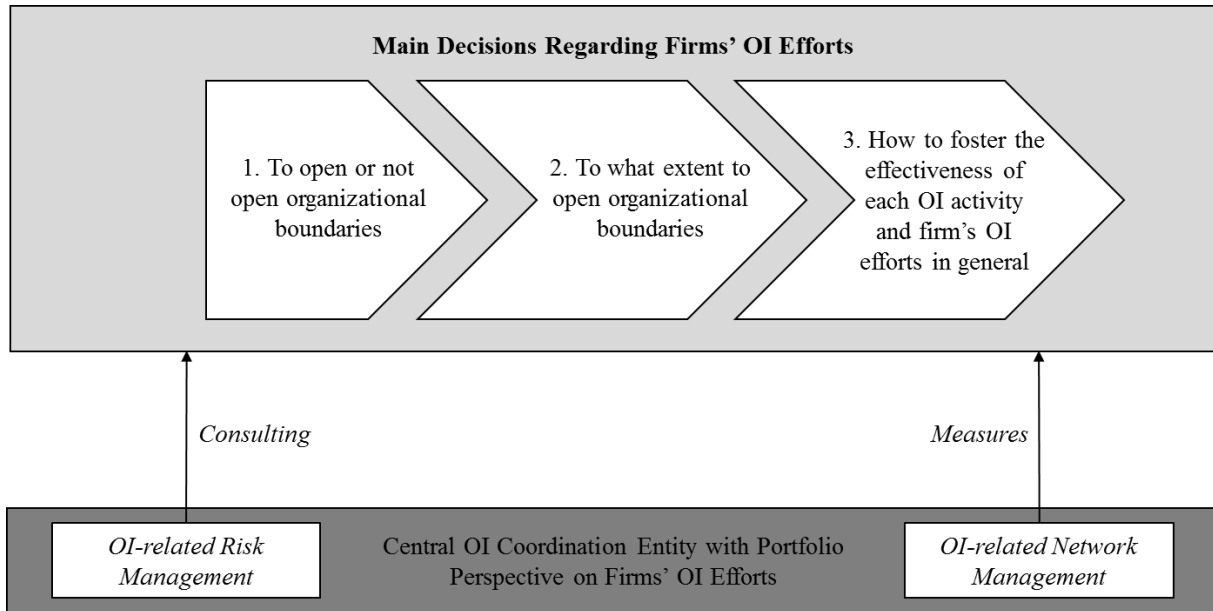 Main Decisions Regarding Firms' OI Efforts
1. To open or not
open organizational
boundaries
2. To what extent to
open organizational
boundaries
3. How to foster the
effectiveness of
each OI activity
and firm's OI
efforts in general
Consulting
Measures
OI-related Risk
Management
Central OI Coordination Entity with Portfolio
Perspective on Firms' OI Efforts
OI-related Network
Management